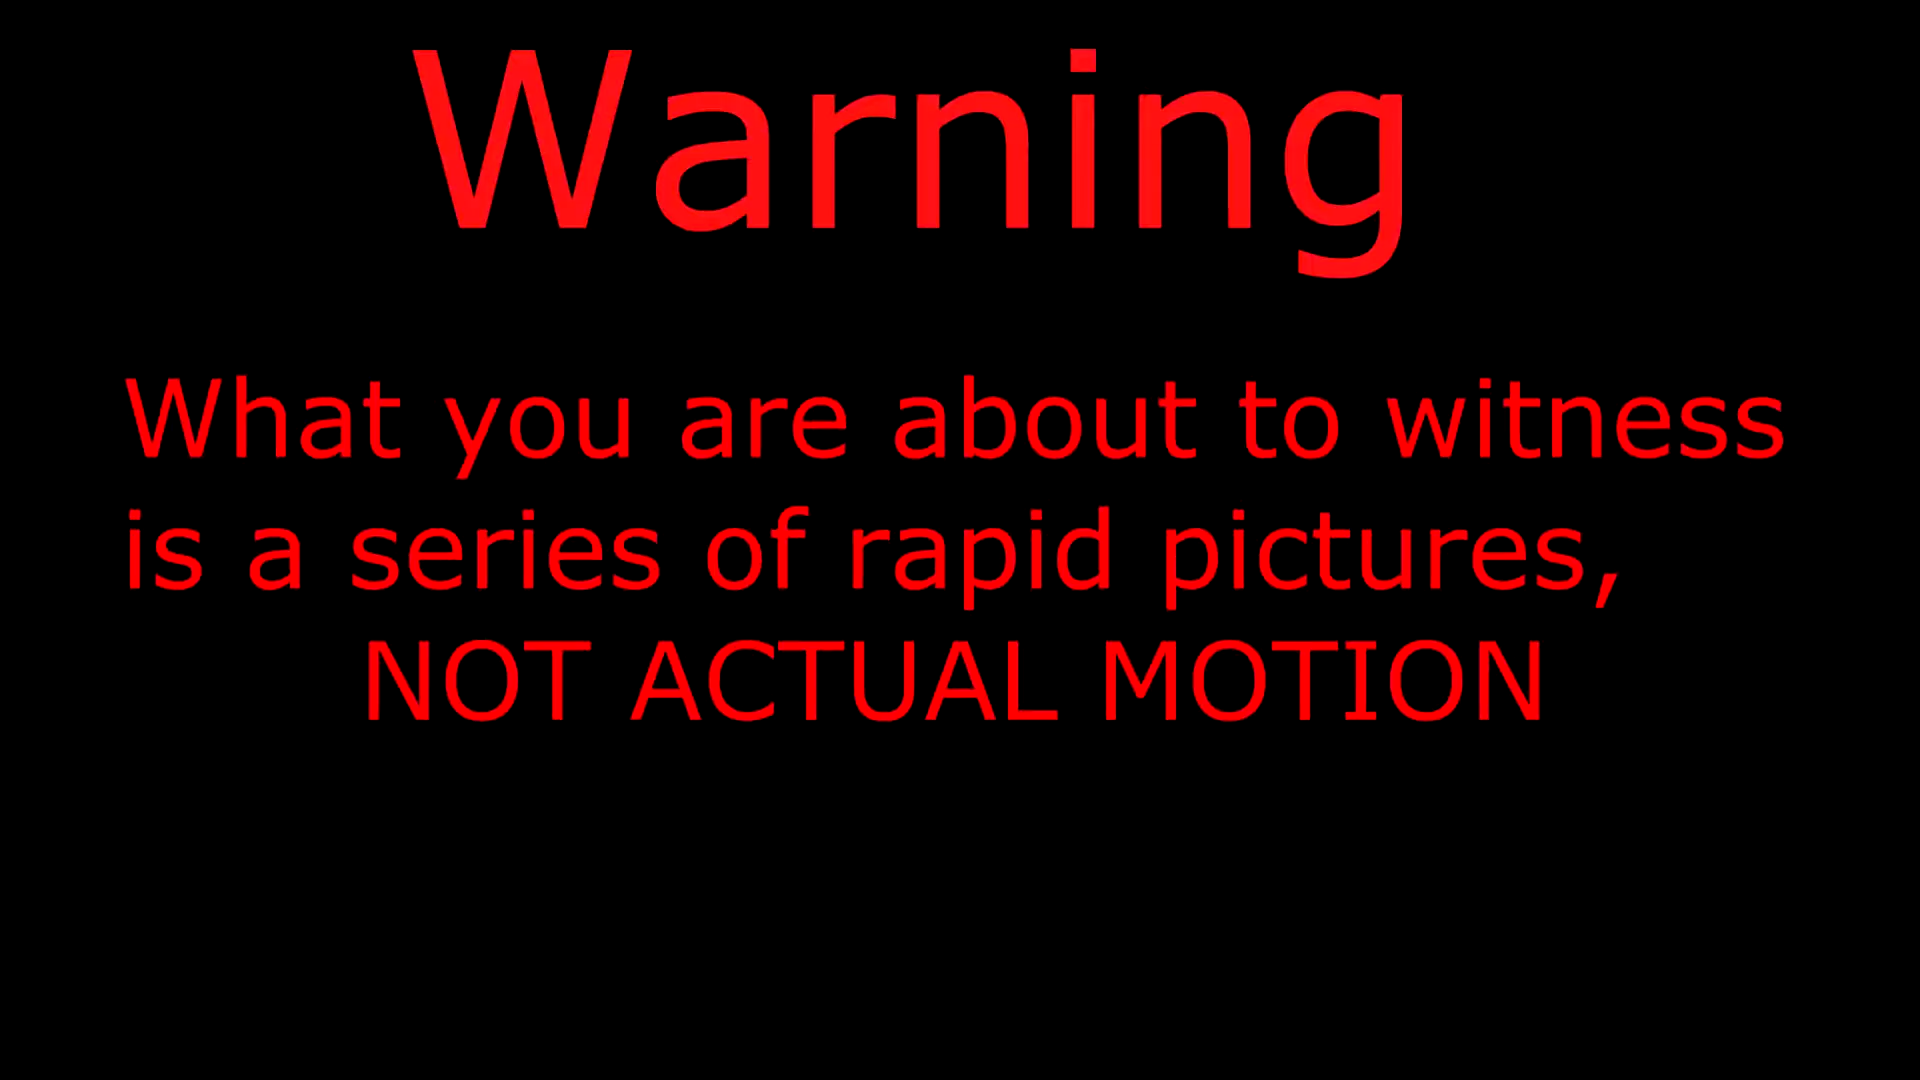 Warning
What you are about to witness
is a series of rapid pictures,
NOT ACTUAL MOTION